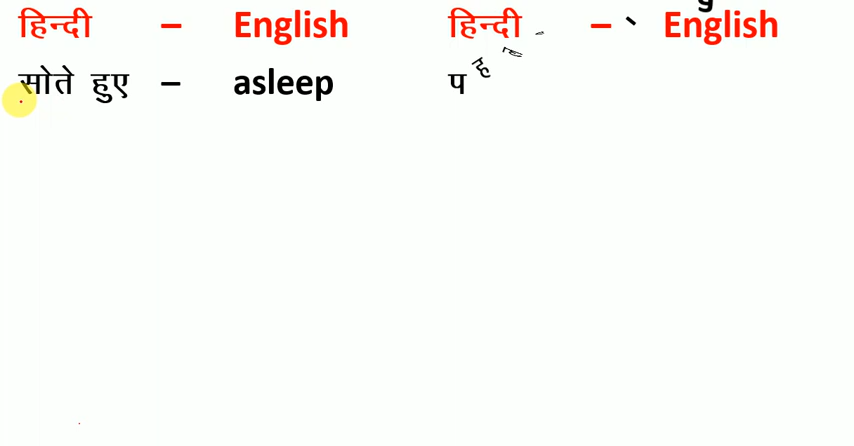 हिन्दी – English हिन्दी – English
सोते हुए – asleep